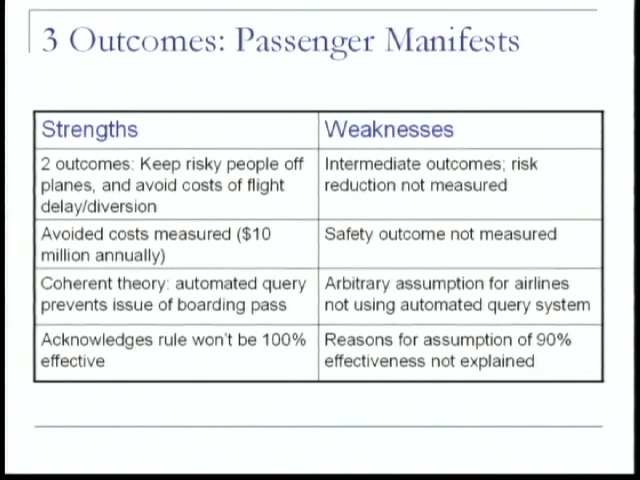 3 Outcomes: Passenger Manifests
Strengths
Weaknesses
2 outcomes: Keep risky people off
planes, and avoid costs of flight
delay/diversion
Intermediate outcomes; risk
reduction not measured
Avoided costs measured ($10
million annually)
Safety outcome not measured
Coherent theory: automated query
prevents issue of boarding pass
Arbitrary assumption for airlines
not using automated query system
Acknowledges rule won't be 100%
effective
Reasons for assumption of 90%
effectiveness not explained